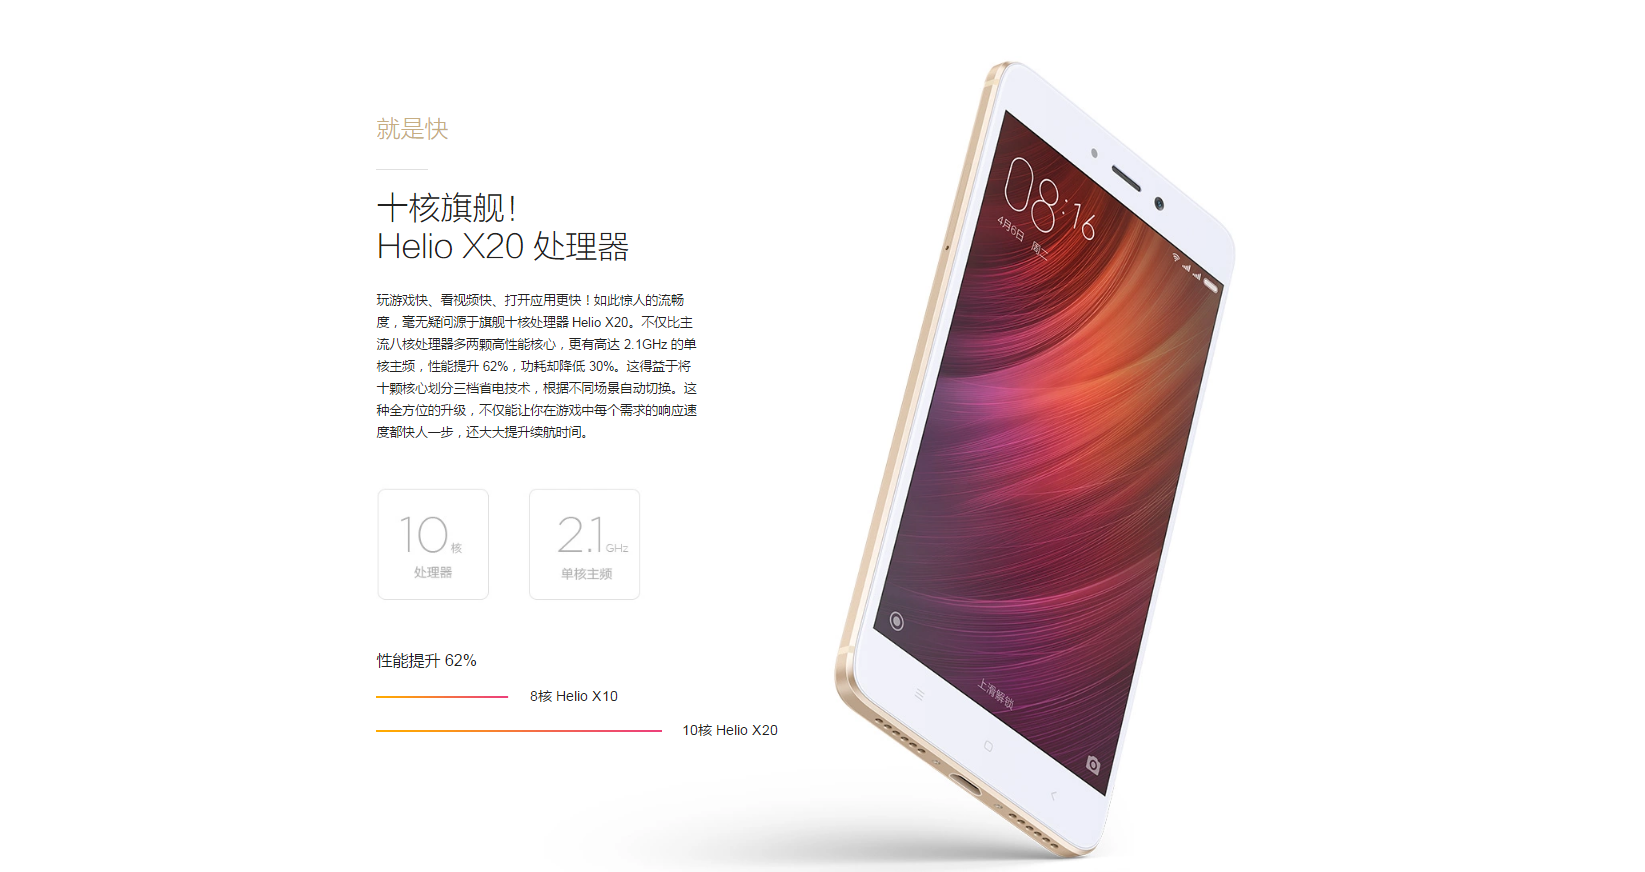 就是快
十核旗舰！
Helio X20 处理器
玩游戏快、看视频快、打开应用更快！如此惊人的流畅
度，毫无疑问源于旗舰十核处理器 Helio X20。不仅比主
流八核处理器多两颗高性能核心，更有高达 2.1GHz 的单
核主频，性能提升 62%，功耗却降低 30%。这得益于将
十颗核心划分三档省电技术，根据不同场景自动切换。这
种全方位的升级，不仅能让你在游戏中每个需求的响应速
度都快人一步，还大大提升续航时间。
10核
处理器
2.1GHz
单核主频
性能提升 62%
8核 Helio X10
10核 Helio X20
08:16
4月6日 周二
上滑解锁